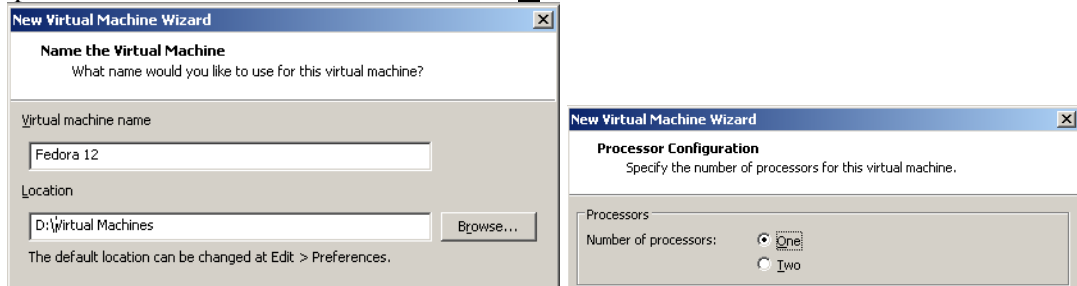 New Virtual Machine Wizard
Name the Virtual Machine
What name would you like to use for this virtual machine?
Virtual machine name
Fedora 12
Location
D:\Virtual Machines
Browse...
The default location can be changed at Edit > Preferences.
New Virtual Machine Wizard
Processor Configuration
Specify the number of processors for this virtual machine.
Processors
Number of processors:
One
Two